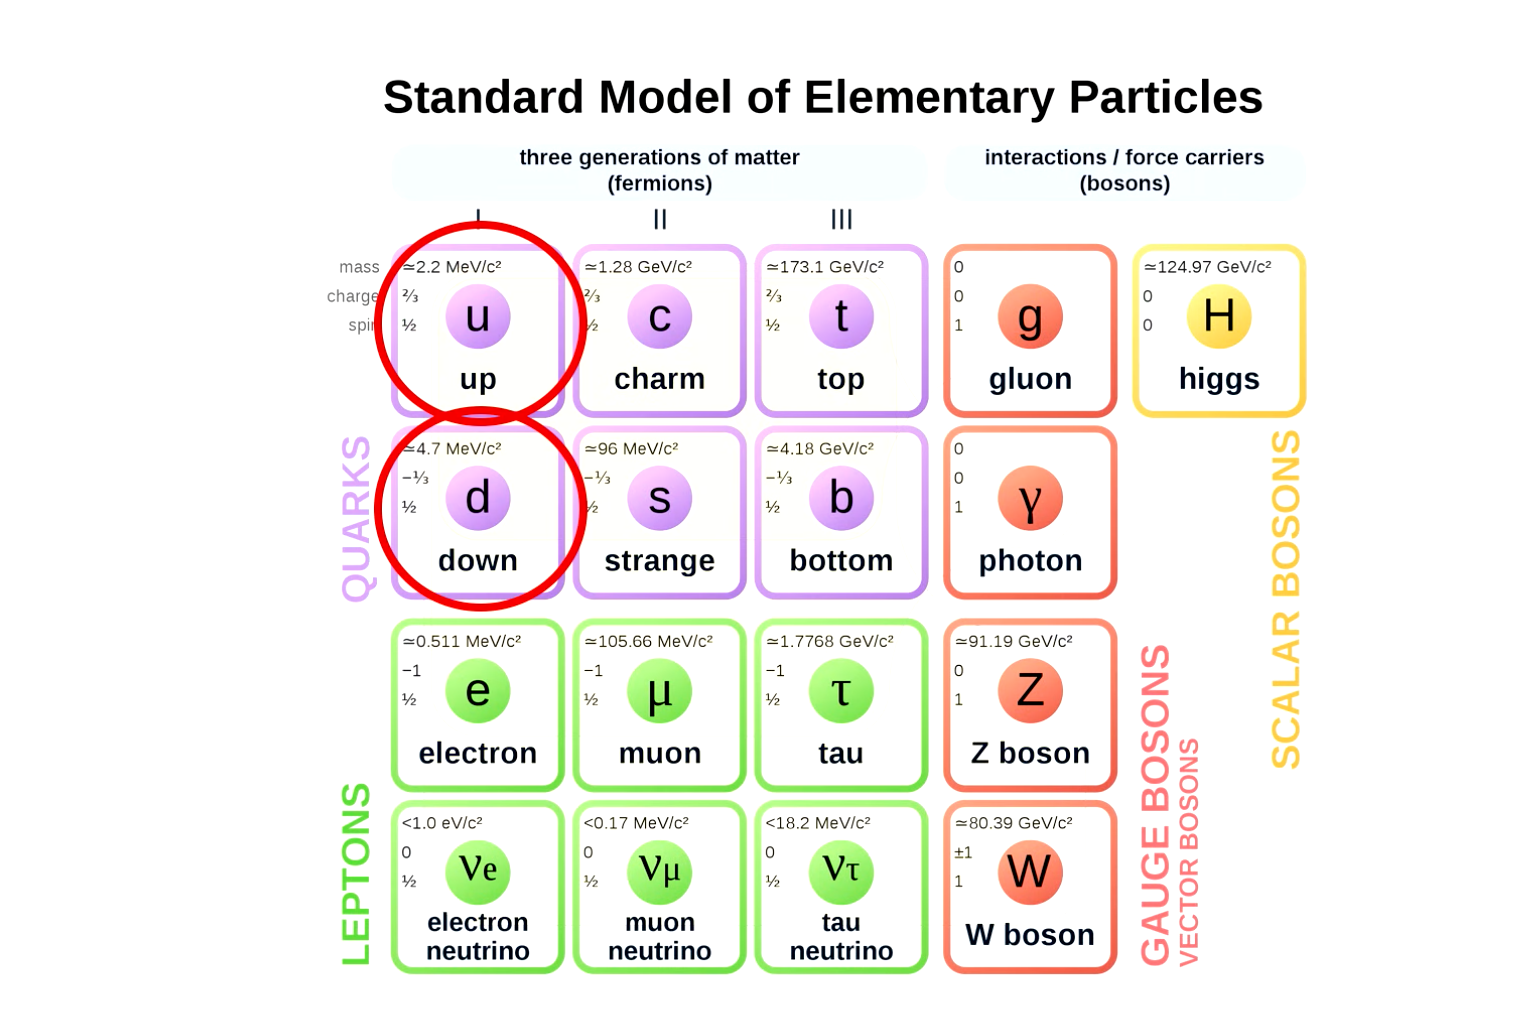 Standard Model of Elementary Particles
three generations of matter
(fermions)
interactions / force carriers
(bosons)
I
II
III
mass
charge
spin
≃2.2 MeV/c²
⅔
½
u
up
≃1.28 GeV/c²
⅔
½
c
charm
≃173.1 GeV/c²
⅔
½
t
top
0
0
1
g
gluon
≃124.97 GeV/c²
0
0
H
higgs
QUARKS
≃4.7 MeV/c²
−⅓
½
d
down
≃96 MeV/c²
−⅓
½
s
strange
≃4.18 GeV/c²
−⅓
½
b
bottom
0
0
1
γ
photon
SCALAR BOSONS
≃0.511 MeV/c²
−1
½
e
electron
≃105.66 MeV/c²
−1
½
μ
muon
≃1.7768 GeV/c²
−1
½
τ
tau
≃91.19 GeV/c²
0
1
Z
Z boson
GAUGE BOSONS
VECTOR BOSONS
LEPTONS
<1.0 eV/c²
0
½
νe
electron
neutrino
<0.17 MeV/c²
0
½
νμ
muon
neutrino
<18.2 MeV/c²
0
½
ντ
tau
neutrino
≃80.39 GeV/c²
±1
1
W
W boson